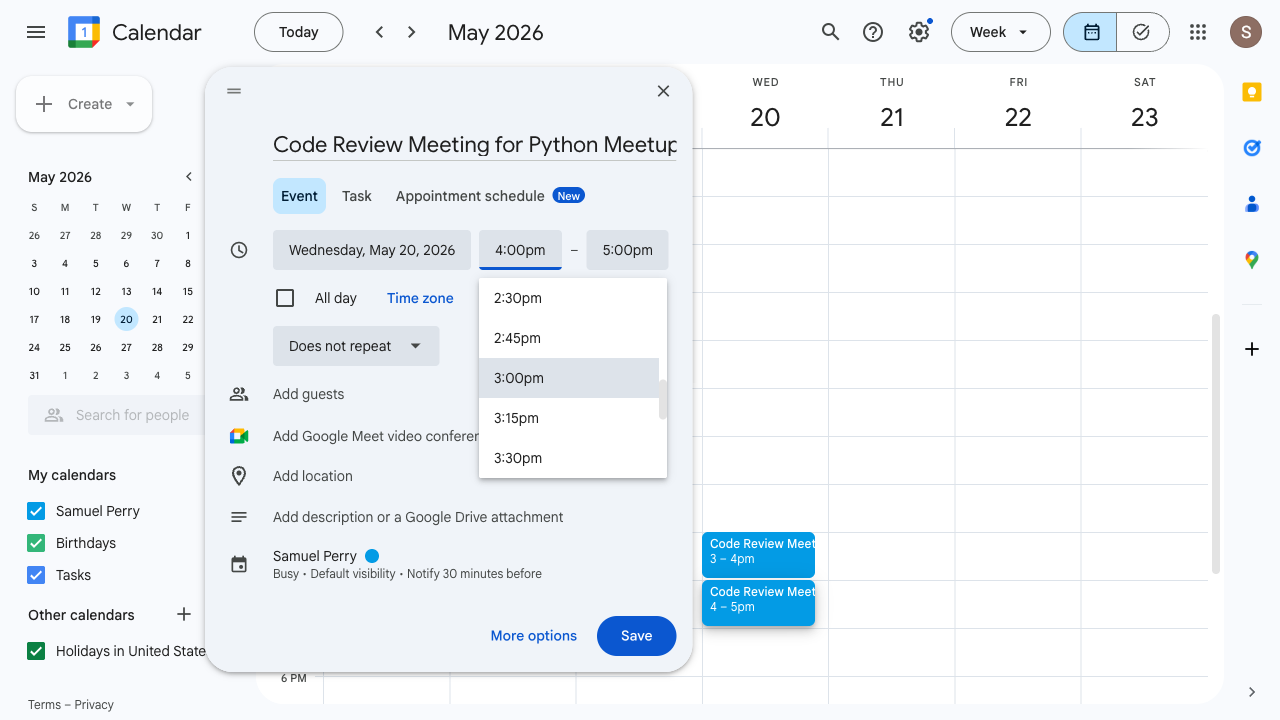 Calendar
Today
May 2026
Week
S
Create
May 2026
S M T W T F
26 27 28 29 30 1
3 4 5 6 7 8
10 11 12 13 14 15
17 18 19 20 21 22
24 25 26 27 28 29
31 1 2 3 4 5
Search for people
My calendars
Samuel Perry
Birthdays
Tasks
Other calendars
Holidays in United State
Terms – Privacy
Code Review Meeting for Python Meetup
Event
Task
Appointment schedule New
Wednesday, May 20, 2026 4:00pm – 5:00pm
All day
Time zone
Does not repeat
2:30pm
2:45pm
3:00pm
3:15pm
3:30pm
Add guests
Add Google Meet video conferen
Add location
Add description or a Google Drive attachment
Samuel Perry
Busy • Default visibility • Notify 30 minutes before
More options
Save
WED THU FRI SAT
20 21 22 23
Code Review Meet
3 – 4pm
Code Review Meet
4 – 5pm
6 PM